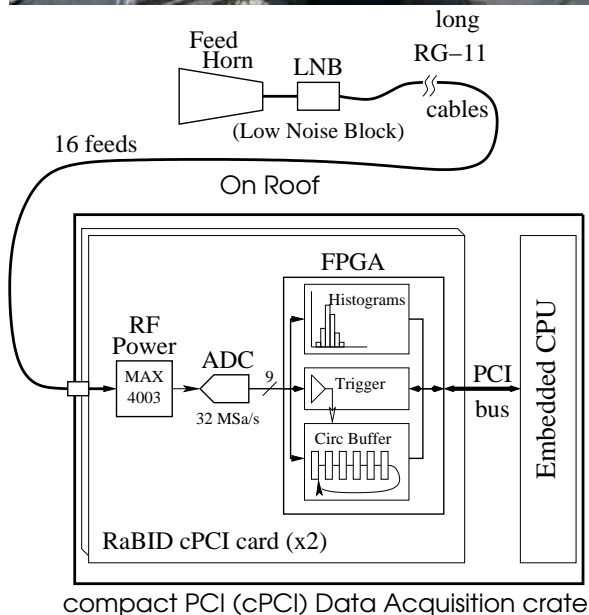 long
Feed
Horn
LNB
RG–11
cables
(Low Noise Block)
16 feeds
On Roof
FPGA
Histograms
RF
Power
ADC
MAX
4003
9
Trigger
PCI
bus
32 MSa/s
Circ Buffer
Embedded CPU
RaBID cPCI card (x2)
compact PCI (cPCI) Data Acquisition crate